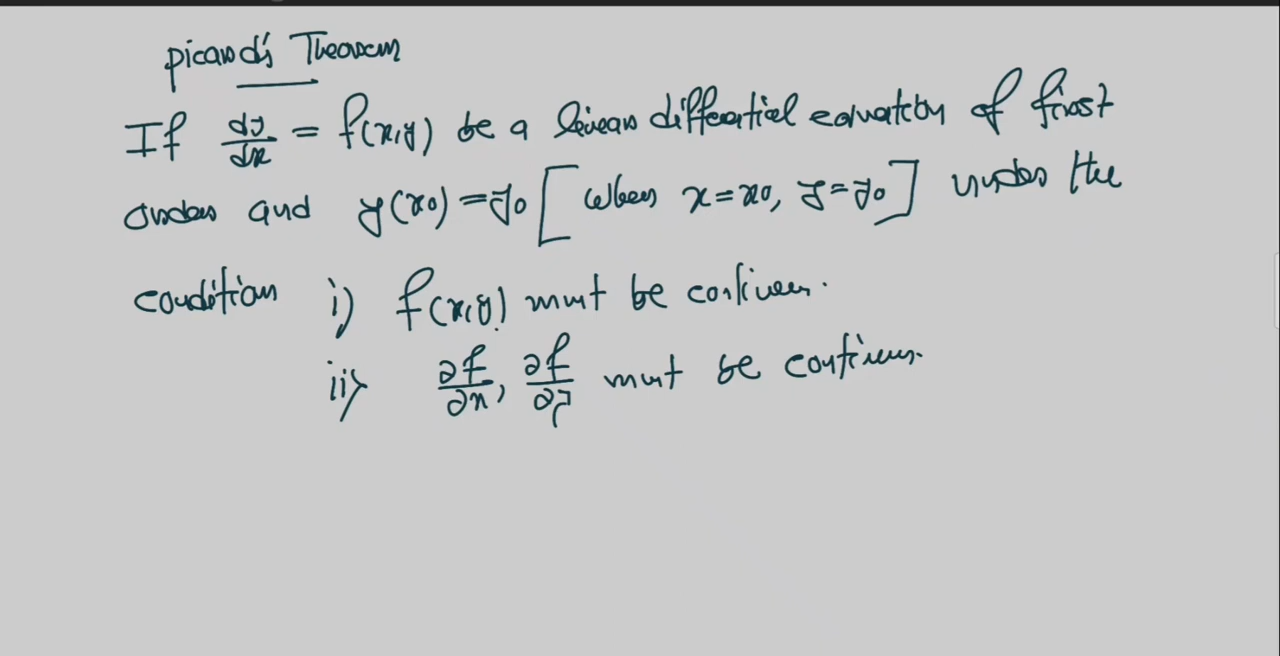 picard's Theorem
If dy/dx = f(x,y) be a linear differential equation of first
order and y(x0) = y0 [when x = x0, y = y0] under the
condition i) f(x,y) must be continuous.
ii) ∂f/∂x, ∂f/∂y must be continuous.